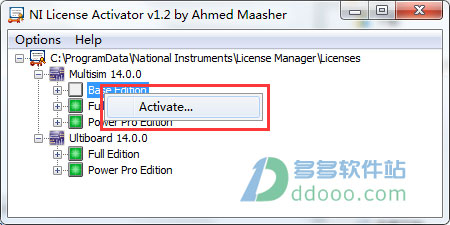 NI License Activator v1.2 by Ahmed Maasher
Options Help
C:\ProgramData\National Instruments\License Manager\Licenses
Multisim 14.0.0
Base Edition
Activate...
Full
Power Pro Edition
Ultiboard 14.0.0
Full Edition
Power Pro Edition
多多软件站
ddooo.com